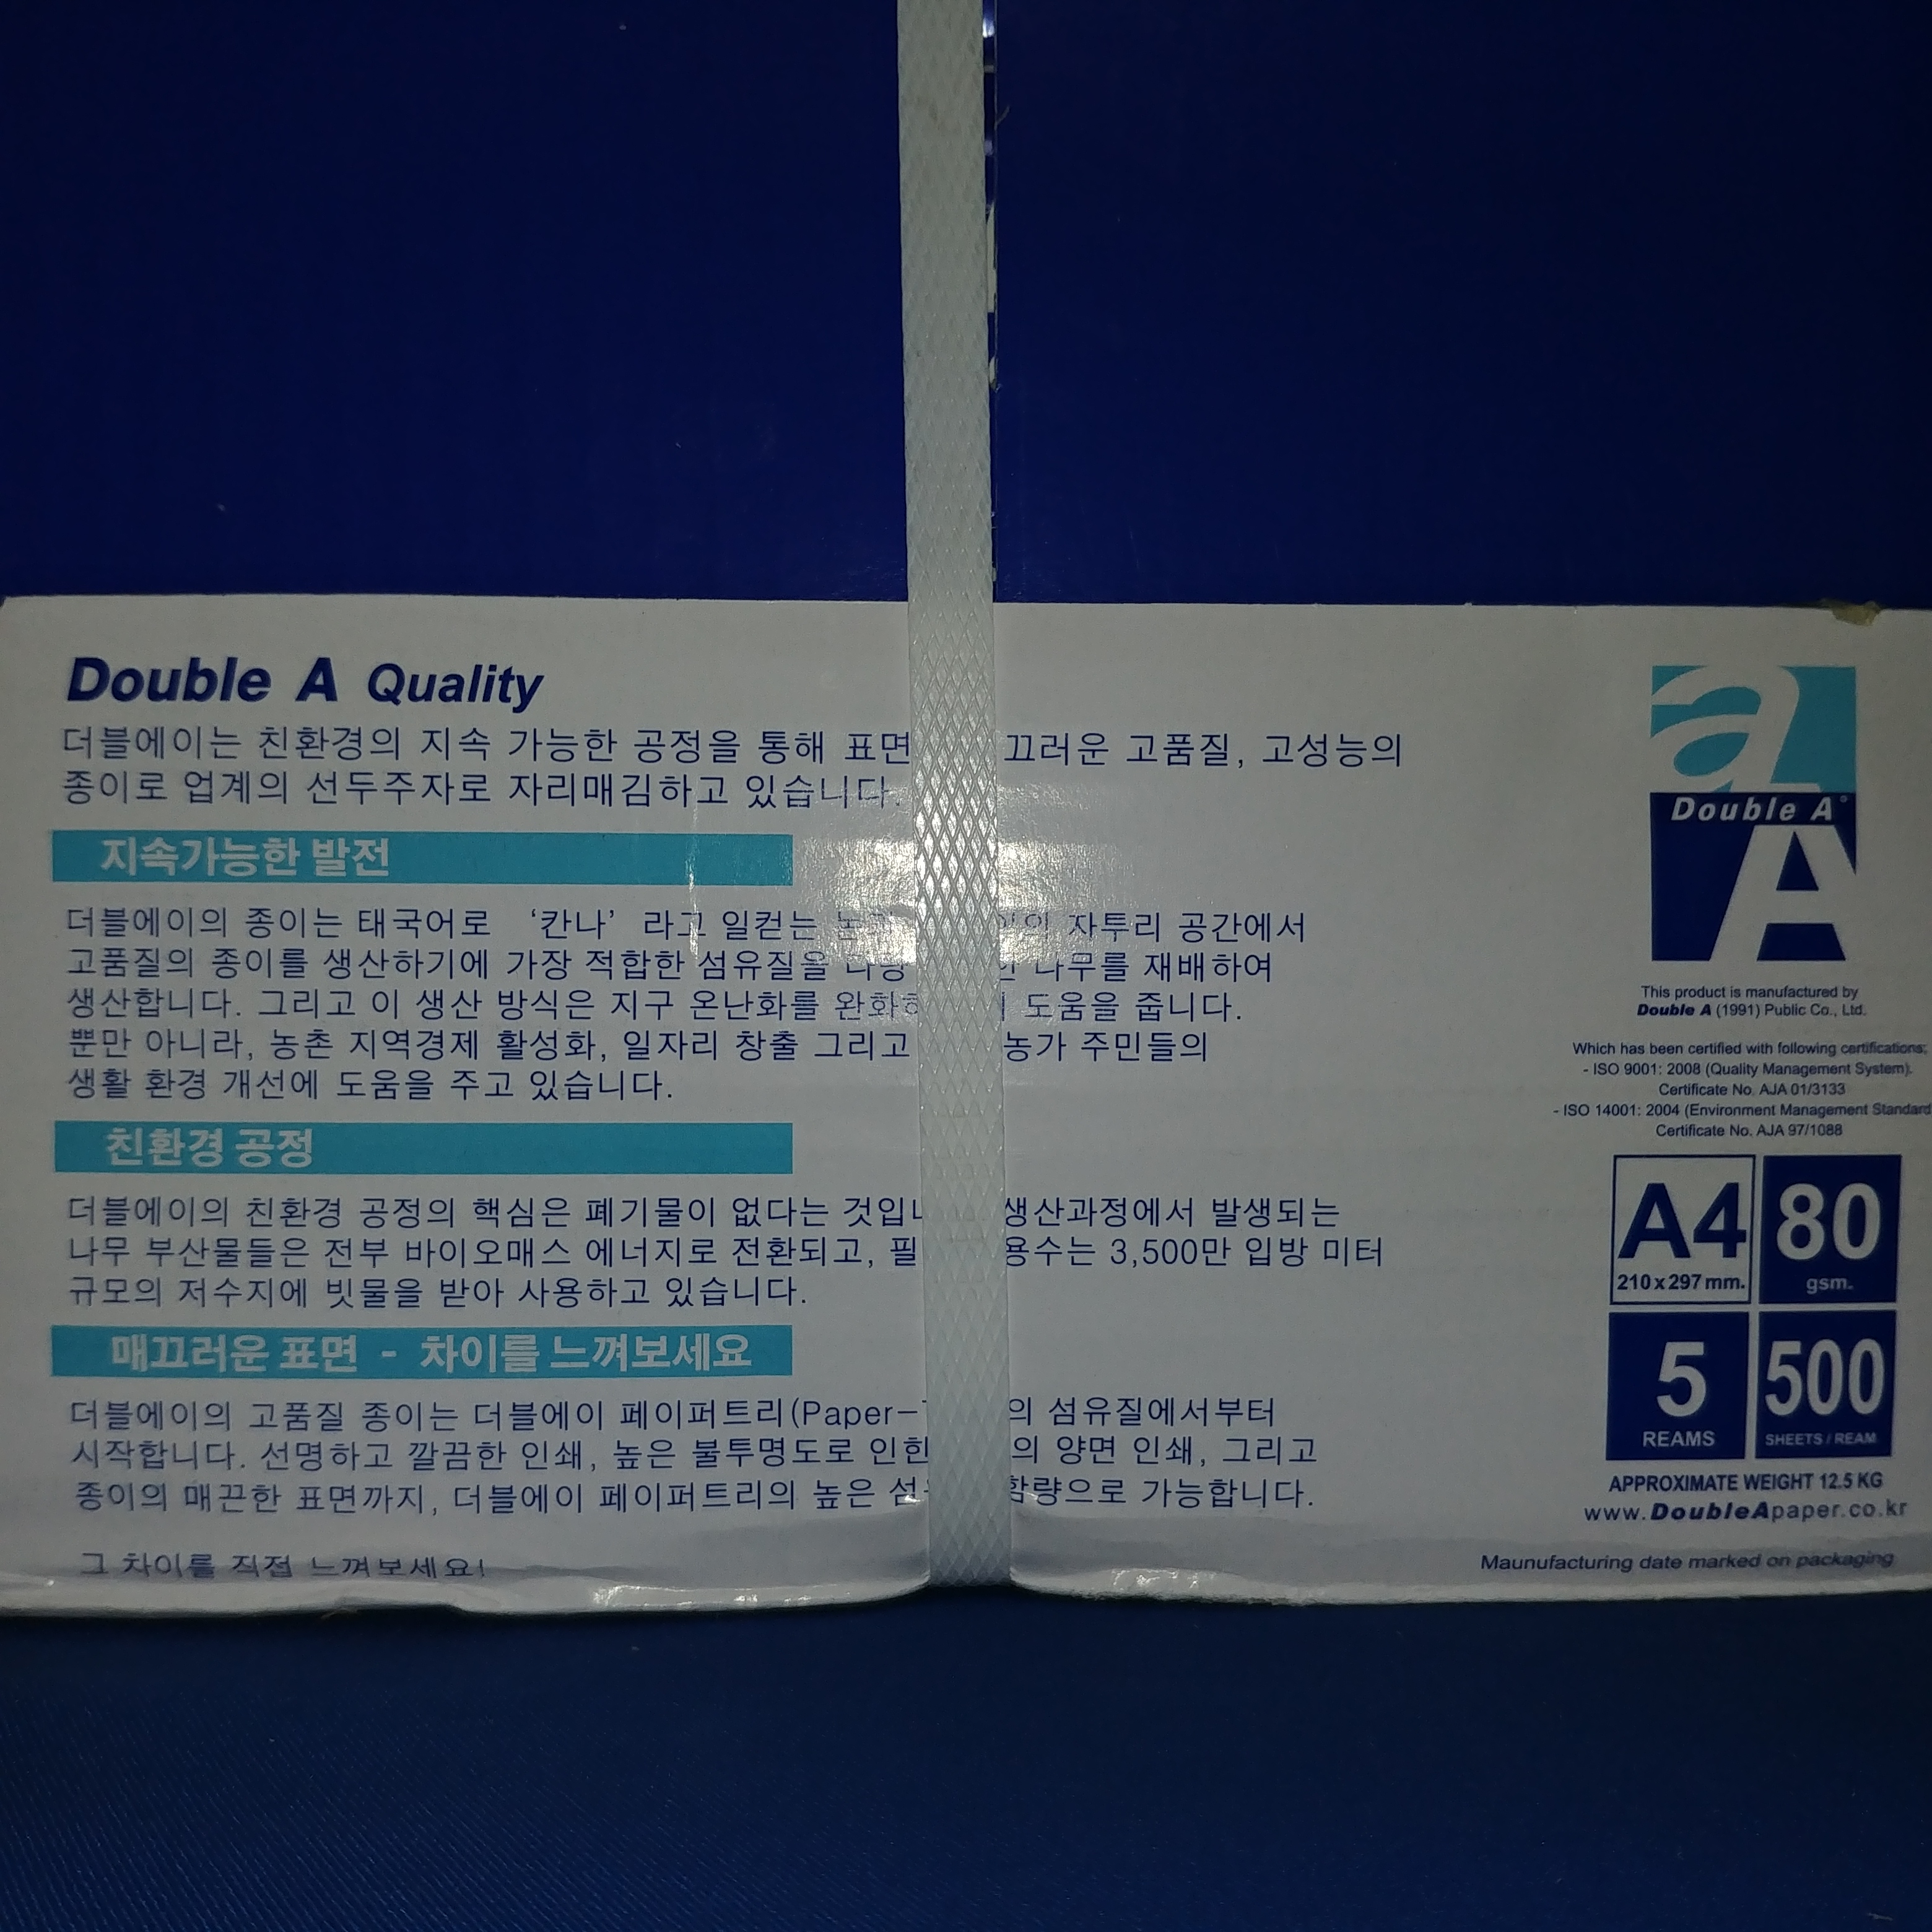 Double A Quality
더블에이는 친환경의 지속 가능한 공정을 통해 표면 끄러운 고품질, 고성능의
종이로 업계의 선두주자로 자리매김하고 있습니다.
지속가능한 발전
더블에이의 종이는 태국어로 ‘칸나’ 라고 일컫는 자투리 공간에서
고품질의 종이를 생산하기에 가장 적합한 섬유질을 나무를 재배하여
생산합니다. 그리고 이 생산 방식은 지구 온난화를 도움을 줍니다.
뿐만 아니라, 농촌 지역경제 활성화, 일자리 창출 그리고 농가 주민들의
생활 환경 개선에 도움을 주고 있습니다.
친환경 공정
더블에이의 친환경 공정의 핵심은 폐기물이 없다는 생산과정에서 발생되는
나무 부산물들은 전부 바이오매스 에너지로 전환되고, 용수는 3,500만 입방 미터
규모의 저수지에 빗물을 받아 사용하고 있습니다.
매끄러운 표면 - 차이를 느껴보세요
더블에이의 고품질 종이는 더블에이 페이퍼트리(Paper- 의 섬유질에서부터
시작합니다. 선명하고 깔끔한 인쇄, 높은 불투명도로 인한 의 양면 인쇄, 그리고
종이의 매끈한 표면까지, 더블에이 페이퍼트리의 높은 함량으로 가능합니다.
그 차이를 직접 느껴보세요!
a
Double A®
A
This product is manufactured by
Double A (1991) Public Co., Ltd.
Which has been certified with following certifications;
- ISO 9001: 2008 (Quality Management System).
Certificate No. AJA 01/3133
- ISO 14001: 2004 (Environment Management Standard
Certificate No. AJA 97/1088
A4 80
210 x 297 mm. gsm.
5 500
REAMS SHEETS / REAM
APPROXIMATE WEIGHT 12.5 KG
www.DoubleApaper.co.kr
Maunufacturing date marked on packaging